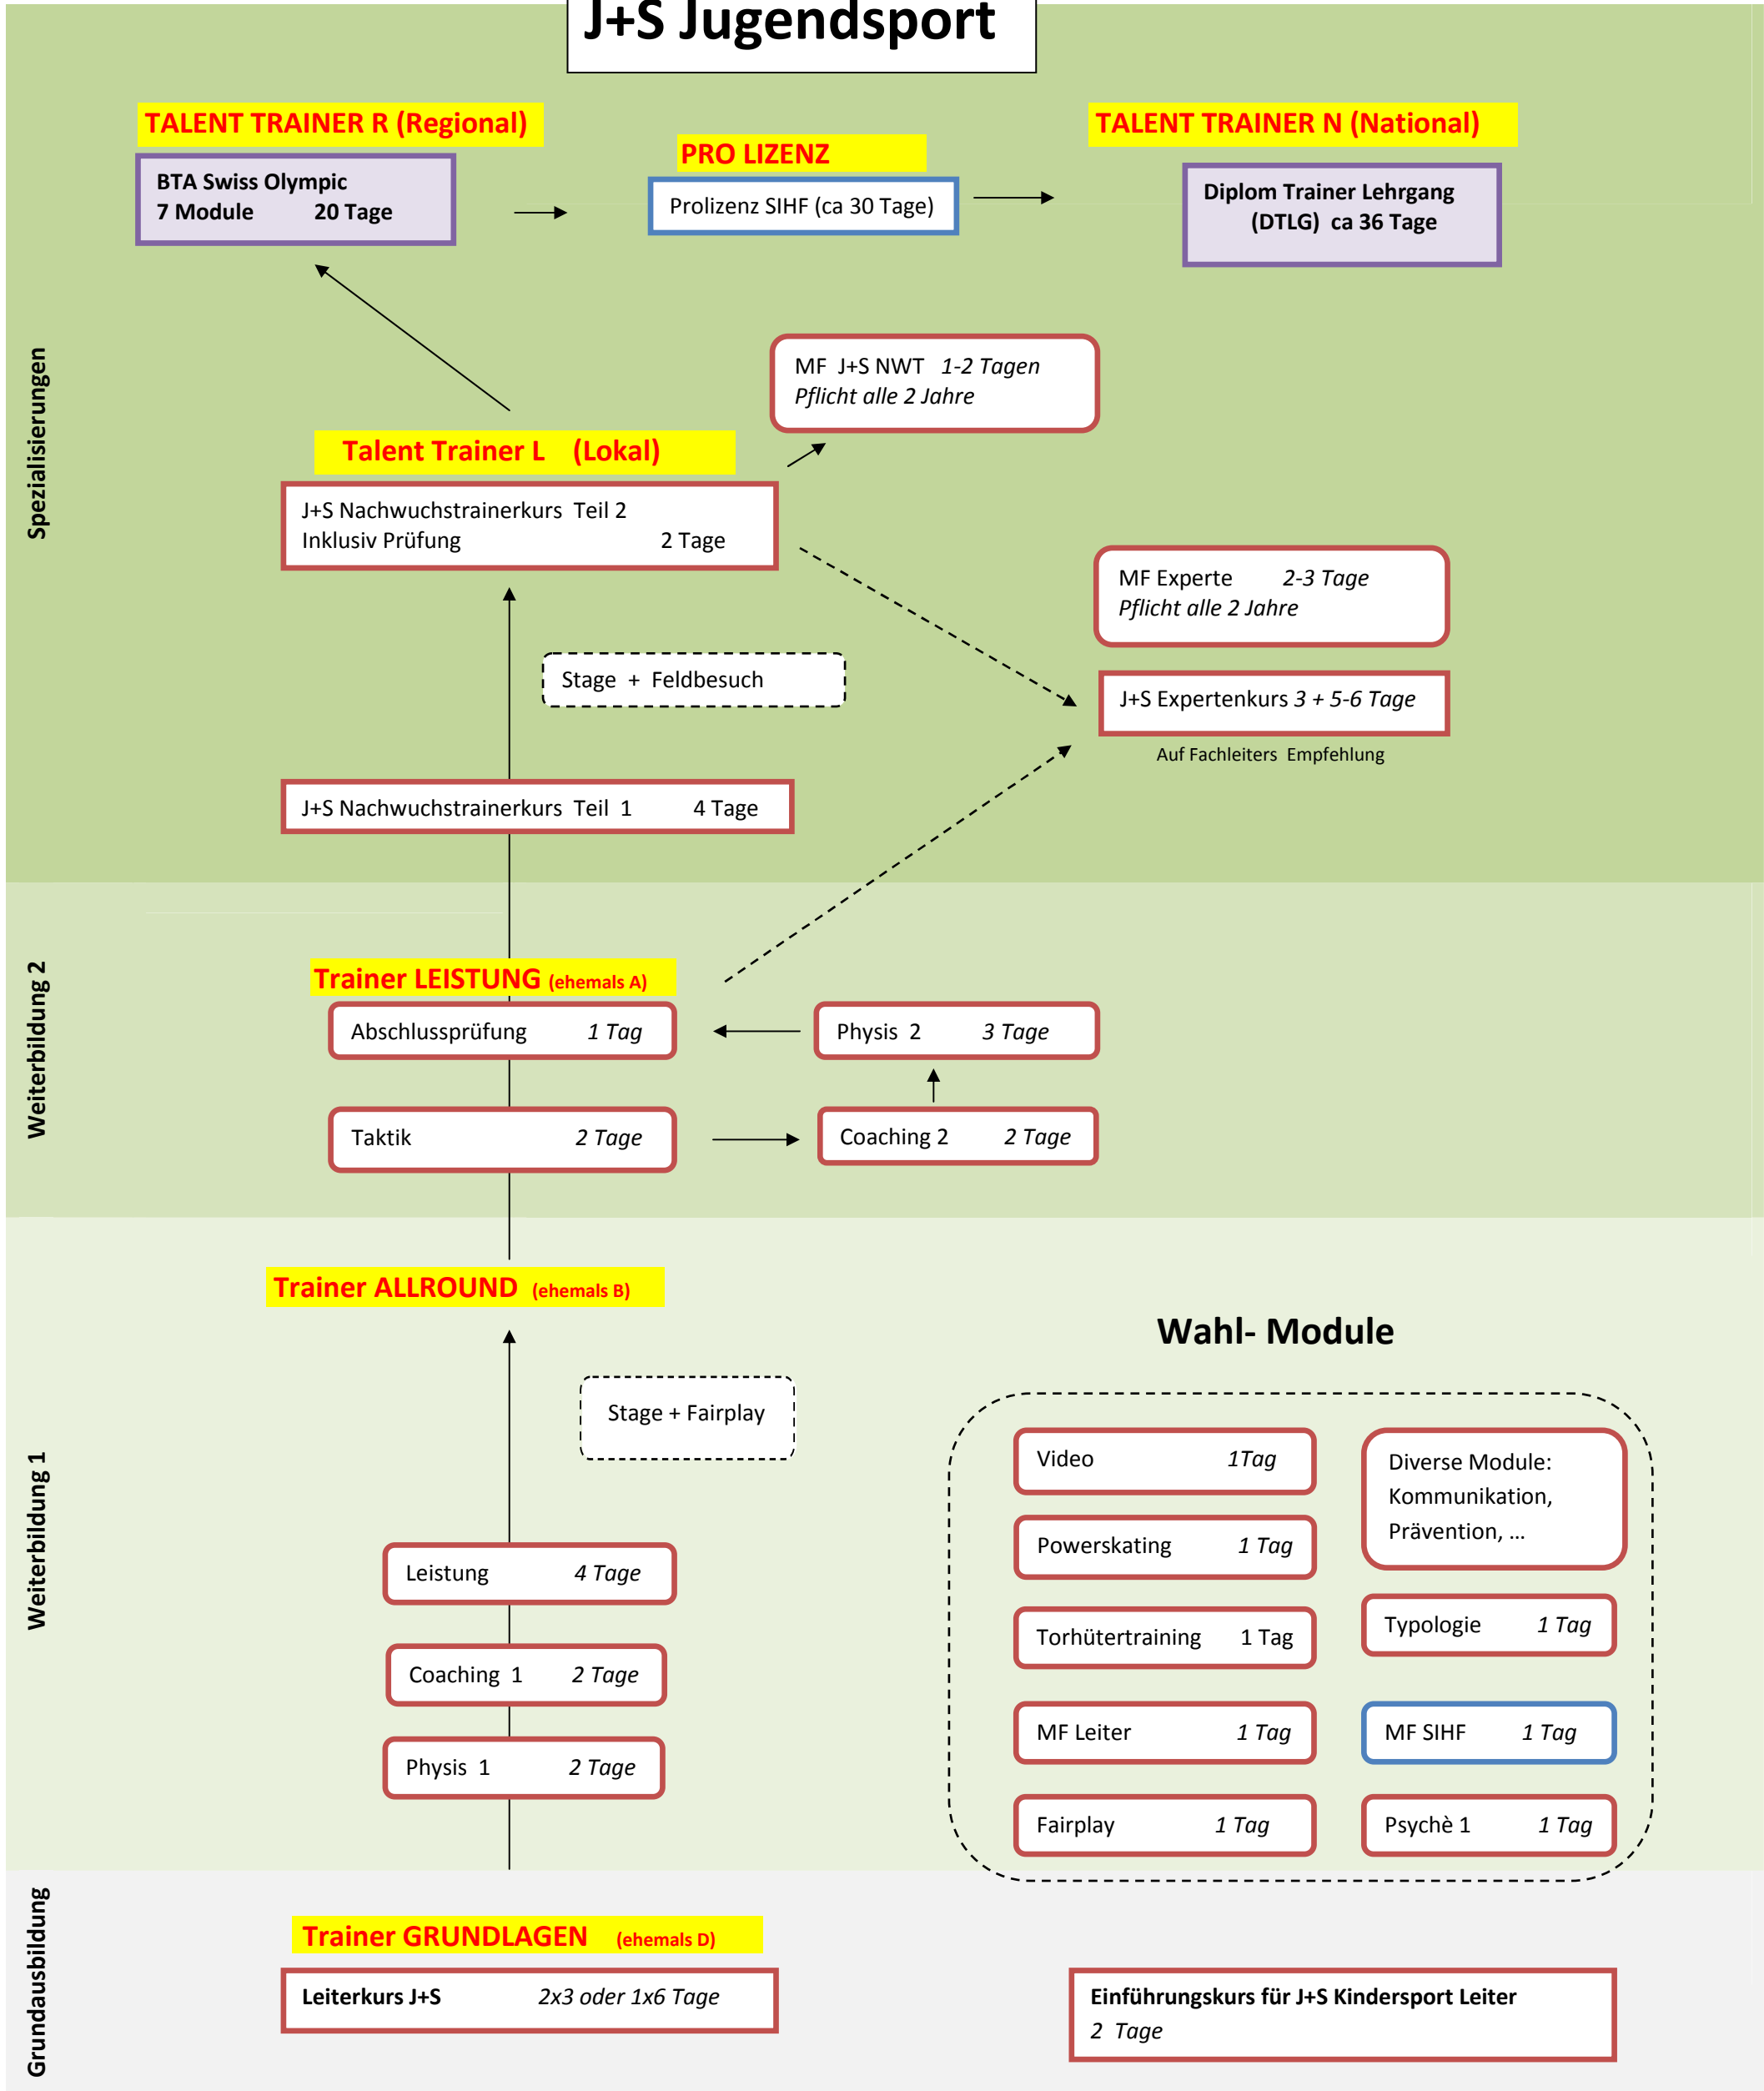 J+S Jugendsport
TALENT TRAINER R (Regional)
BTA Swiss Olympic
7 Module 20 Tage
PRO LIZENZ
Prolizenz SIHF (ca 30 Tage)
TALENT TRAINER N (National)
Diplom Trainer Lehrgang
(DTLG) ca 36 Tage
Spezialisierungen
MF J+S NWT 1-2 Tagen
Pflicht alle 2 Jahre
Talent Trainer L (Lokal)
J+S Nachwuchstrainerkurs Teil 2
Inklusiv Prüfung 2 Tage
MF Experte 2-3 Tage
Pflicht alle 2 Jahre
Stage + Feldbesuch
J+S Expertenkurs 3 + 5-6 Tage
Auf Fachleiters Empfehlung
J+S Nachwuchstrainerkurs Teil 1 4 Tage
Weiterbildung 2
Trainer LEISTUNG (ehemals A)
Abschlussprüfung 1 Tag
Physis 2 3 Tage
Taktik 2 Tage
Coaching 2 2 Tage
Weiterbildung 1
Trainer ALLROUND (ehemals B)
Stage + Fairplay
Leistung 4 Tage
Coaching 1 2 Tage
Physis 1 2 Tage
Wahl- Module
Video 1Tag
Powerskating 1 Tag
Torhütertraining 1 Tag
MF Leiter 1 Tag
Fairplay 1 Tag
Diverse Module:
Kommunikation,
Prävention, ...
Typologie 1 Tag
MF SIHF 1 Tag
Psychè 1 1 Tag
Grundausbildung
Trainer GRUNDLAGEN (ehemals D)
Leiterkurs J+S 2x3 oder 1x6 Tage
Einführungskurs für J+S Kindersport Leiter
2 Tage